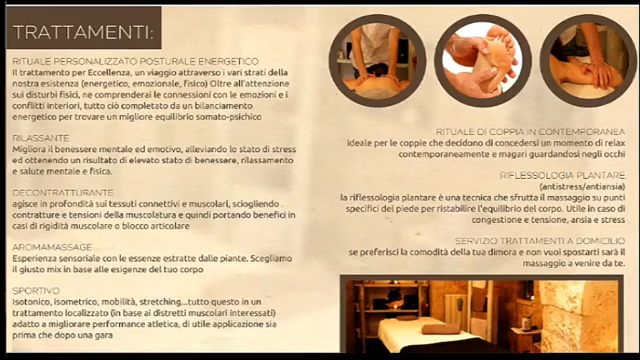 TRATTAMENTI:
RITUALE PERSONALIZZATO POSTURALE ENERGETICO
Il trattamento per Eccellenza, un viaggio attraverso i vari strati della
nostra esistenza (energetico, emozionale, fisico) Oltre all'attenzione
sui disturbi fisici, ne comprenderai le connessioni con le emozioni e i
conflitti interiori, tutto ciò completato da un bilanciamento
energetico per trovare un migliore equilibrio somato-psichico
RILASSANTE
Migliora il benessere mentale ed emotivo, alleviando lo stato di stress
ed ottenendo un risultato di elevato stato di benessere, rilassamento
e salute mentale e fisica.
DECONTRATTURANTE
agisce in profondità sui tessuti connettivi e muscolari, sciogliendo
contratture e tensioni della muscolatura e quindi portando benefici in
casi di rigidità muscolare o blocco articolare
AROMAMASSAGE
Esperienza sensoriale con le essenze estratte dalle piante. Scegliamo
il giusto mix in base alle esigenze del tuo corpo
SPORTIVO
Isotonico, isometrico, mobilità, stretching...tutto questo in un
trattamento localizzato (in base ai distretti muscolari interessati)
adatto a migliorare performance atletica, di utile applicazione sia
prima che dopo una gara
RITUALE DI COPPIA IN CONTEMPORANEA
ideale per le coppie che decidono di concedersi un momento di relax
contemporaneamente e magari guardandosi negli occhi
RIFLESSOLOGIA PLANTARE
(antistress/antiansia)
la riflessologia plantare è una tecnica che sfrutta il massaggio su punti
specifici del piede per ristabilire l'equilibrio del corpo. Utile in caso di
congestione e tensione, ansia e stress
SERVIZIO TRATTAMENTI A DOMICILIO
se preferisci la comodità della tua dimora e non vuoi spostarti sarà il
massaggio a venire da te.